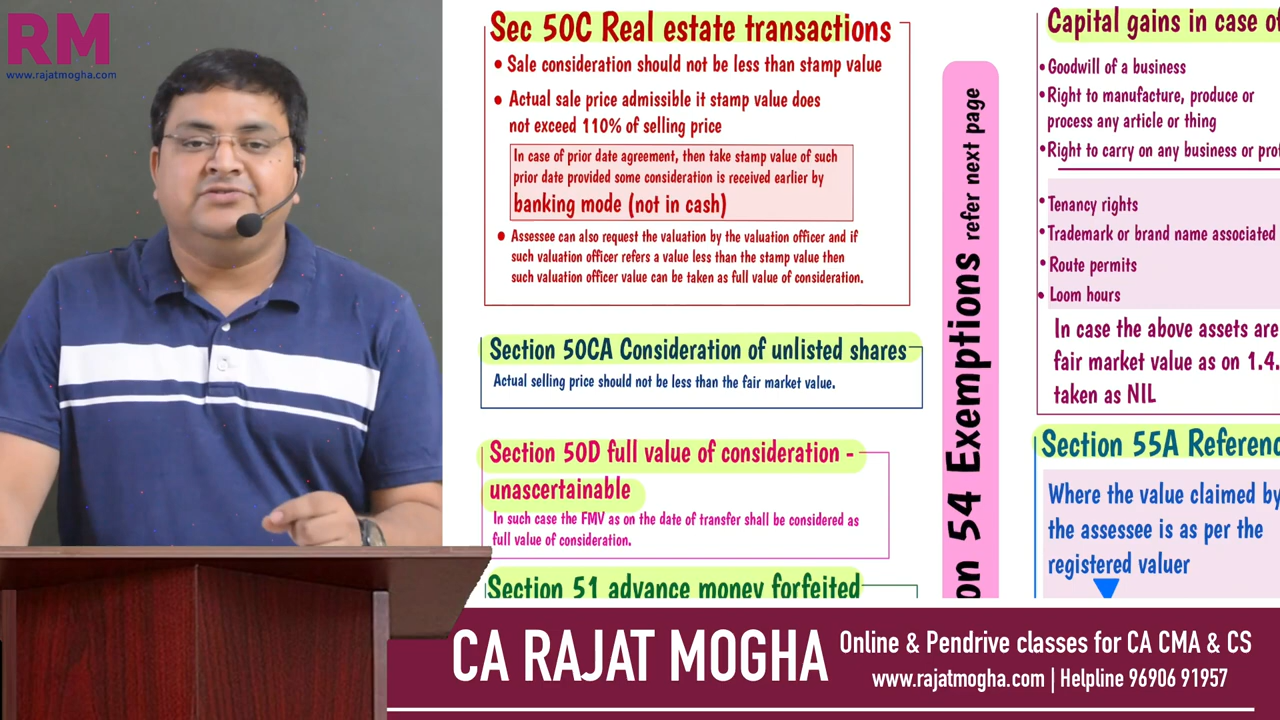 RM
www.rajatmogha.com
Sec 50C Real estate transactions
• Sale consideration should not be less than stamp value
• Actual sale price admissible it stamp value does
not exceed 110% of selling price
In case of prior date agreement, then take stamp value of such
prior date provided some consideration is received earlier by
banking mode (not in cash)
• Assessee can also request the valuation by the valuation officer and if
such valuation officer refers a value less than the stamp value then
such valuation officer value can be taken as full value of consideration.
Section 50CA Consideration of unlisted shares
Actual selling price should not be less than the fair market value.
Section 50D full value of consideration -
unascertainable
In such case the FMV as on the date of transfer shall be considered as
full value of consideration.
Section 51 advance money forfeited
on 54 Exemptions refer next page
Capital gains in case of
• Goodwill of a business
• Right to manufacture, produce or
process any article or thing
• Right to carry on any business or prof
• Tenancy rights
• Trademark or brand name associated
• Route permits
• Loom hours
In case the above assets are
fair market value as on 1.4.
taken as NIL
Section 55A Referenc
Where the value claimed by
the assessee is as per the
registered valuer
CA RAJAT MOGHA
Online & Pendrive classes for CA CMA & CS
www.rajatmogha.com | Helpline 96906 91957